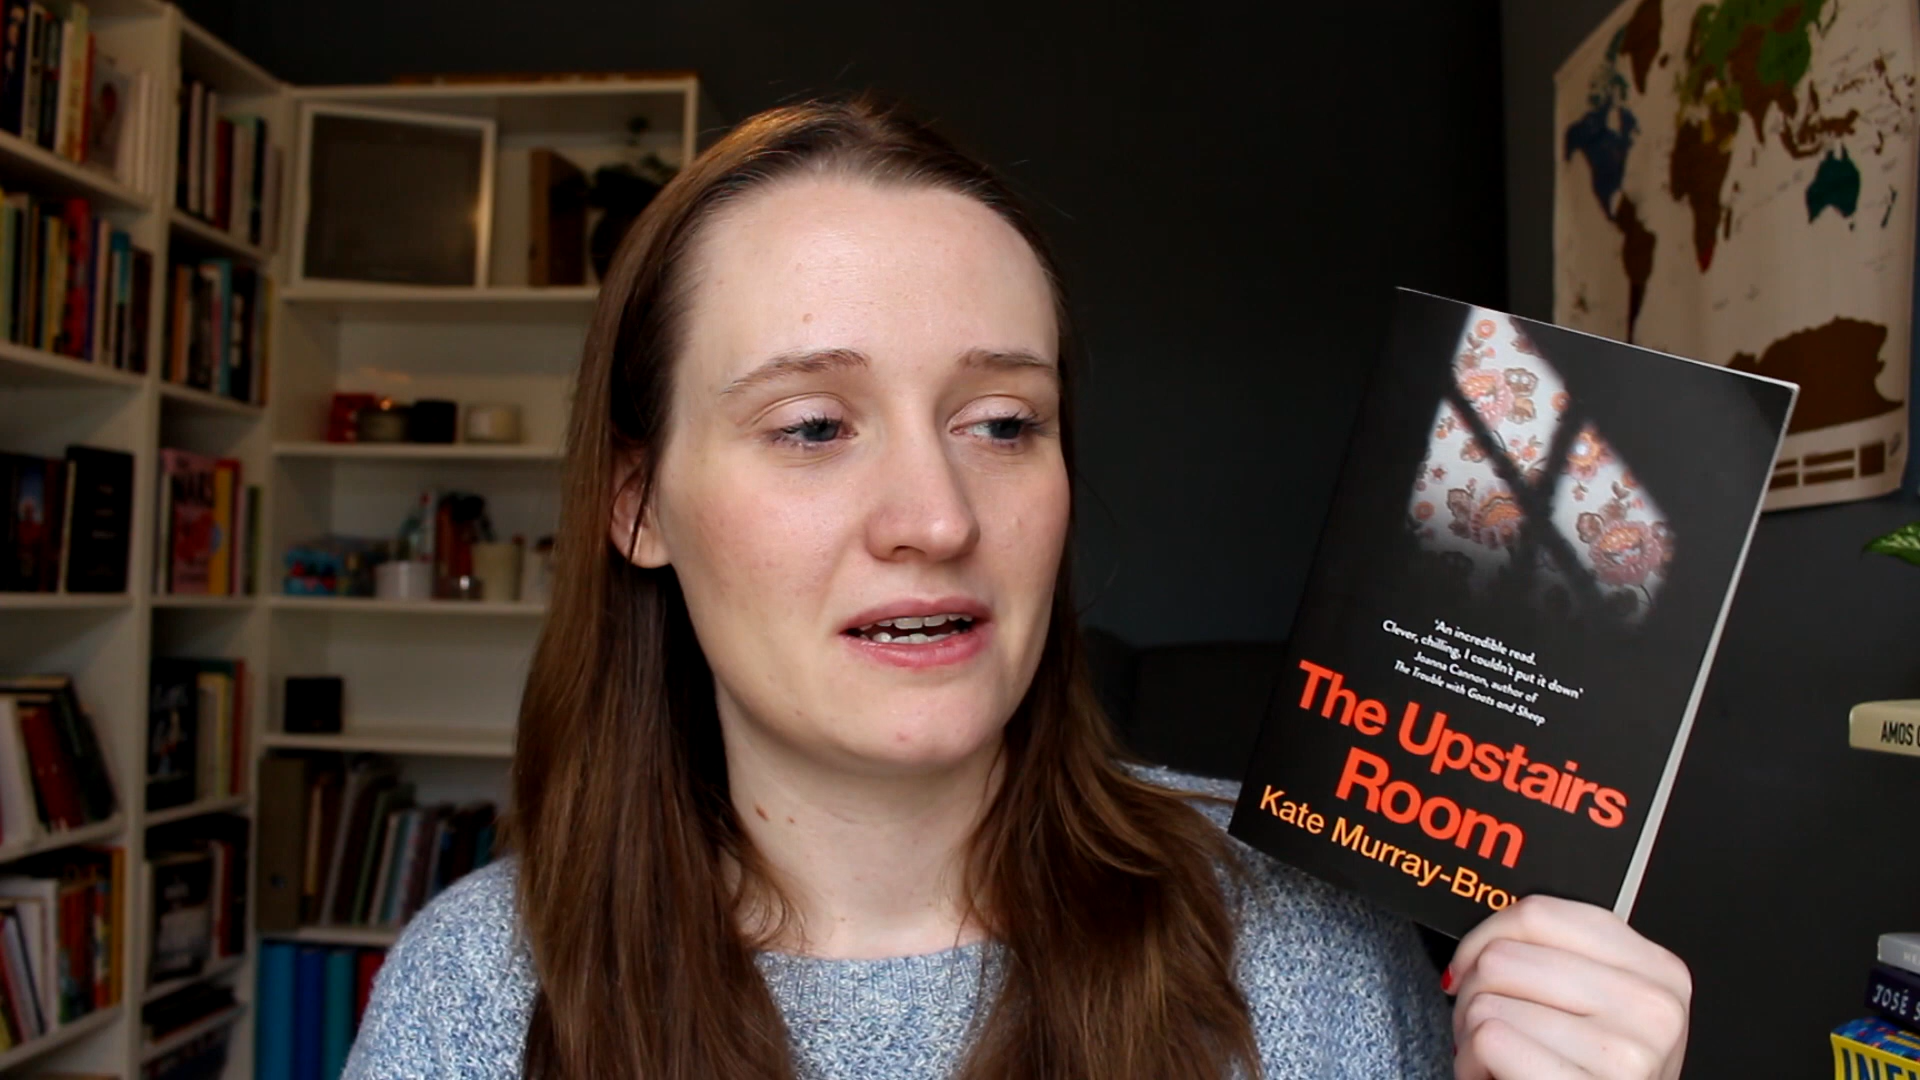 'An incredible read.
Clever, chilling, I couldn't put it down'
Joanna Cannon, author of
The Trouble with Goats and Sheep
The Upstairs
Room
Kate Murray-Bro
AMOS
JOSÉ